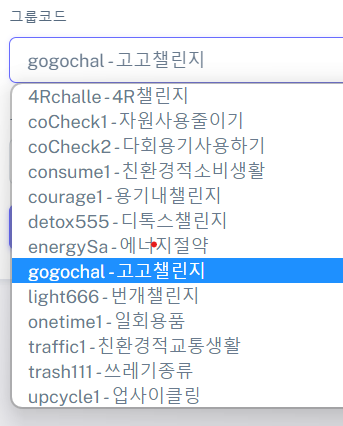 그룹코드
gogochal - 고고챌린지
4Rchalle - 4R챌린지
coCheck1 - 자원사용줄이기
coCheck2 - 다회용기사용하기
consume1 - 친환경적소비생활
courage1 - 용기내챌린지
detox555 - 디톡스챌린지
energySa - 에너지절약
gogochal - 고고챌린지
light666 - 번개챌린지
onetime1 - 일회용품
traffic1 - 친환경적교통생활
trash111 - 쓰레기종류
upcycle1 - 업사이클링